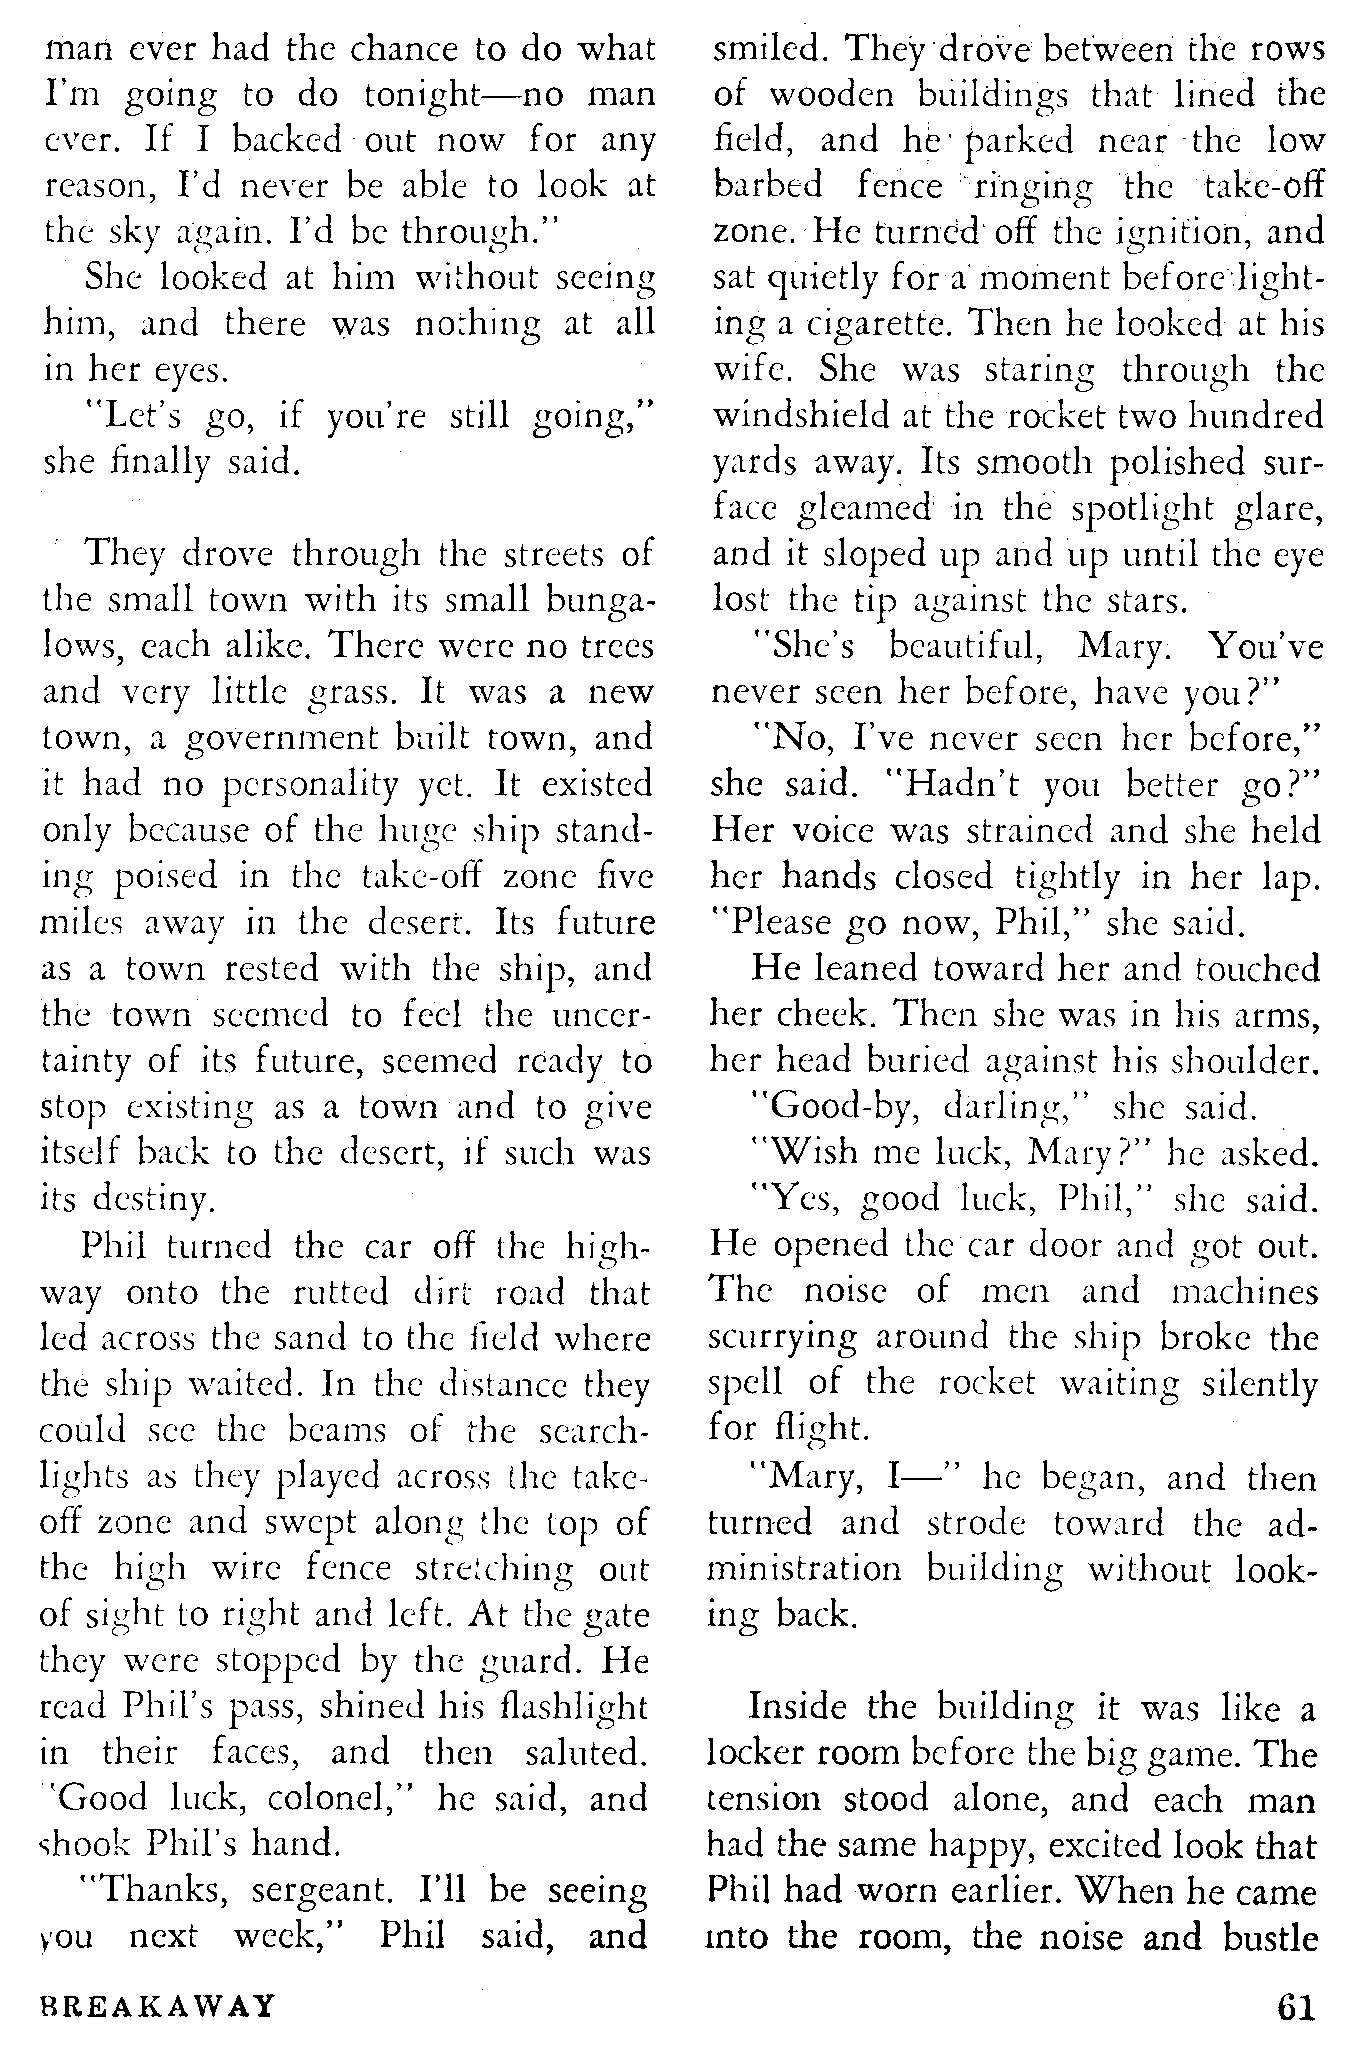 man ever had the chance to do what
I'm going to do tonight—no man
ever. If I backed out now for any
reason, I'd never be able to look at
the sky again. I'd be through."
She looked at him without seeing
him, and there was nothing at all
in her eyes.
"Let's go, if you're still going,"
she finally said.
They drove through the streets of
the small town with its small bunga-
lows, each alike. There were no trees
and very little grass. It was a new
town, a government built town, and
it had no personality yet. It existed
only because of the huge ship stand-
ing poised in the take-off zone five
miles away in the desert. Its future
as a town rested with the ship, and
the town seemed to feel the uncer-
tainty of its future, seemed ready to
stop existing as a town and to give
itself back to the desert, if such was
its destiny.
Phil turned the car off the high-
way onto the rutted dirt road that
led across the sand to the field where
the ship waited. In the distance they
could see the beams of the search-
lights as they played across the take-
off zone and swept along the top of
the high wire fence stretching out
of sight to right and left. At the gate
they were stopped by the guard. He
read Phil's pass, shined his flashlight
in their faces, and then saluted.
'Good luck, colonel," he said, and
shook Phil's hand.
"Thanks, sergeant. I'll be seeing
you next week," Phil said, and
smiled. They drove between the rows
of wooden buildings that lined the
field, and he parked near the low
barbed fence ringing the take-off
zone. He turned off the ignition, and
sat quietly for a moment before light-
ing a cigarette. Then he looked at his
wife. She was staring through the
windshield at the rocket two hundred
yards away. Its smooth polished sur-
face gleamed in the spotlight glare,
and it sloped up and up until the eye
lost the tip against the stars.
"She's beautiful, Mary. You've
never seen her before, have you?"
"No, I've never seen her before,"
she said. "Hadn't you better go?"
Her voice was strained and she held
her hands closed tightly in her lap.
"Please go now, Phil," she said.
He leaned toward her and touched
her cheek. Then she was in his arms,
her head buried against his shoulder.
"Good-by, darling," she said.
"Wish me luck, Mary?" he asked.
"Yes, good luck, Phil," she said.
He opened the car door and got out.
The noise of men and machines
scurrying around the ship broke the
spell of the rocket waiting silently
for flight.
"Mary, I—" he began, and then
turned and strode toward the ad-
ministration building without look-
ing back.
Inside the building it was like a
locker room before the big game. The
tension stood alone, and each man
had the same happy, excited look that
Phil had worn earlier. When he came
into the room, the noise and bustle
BREAKAWAY
61